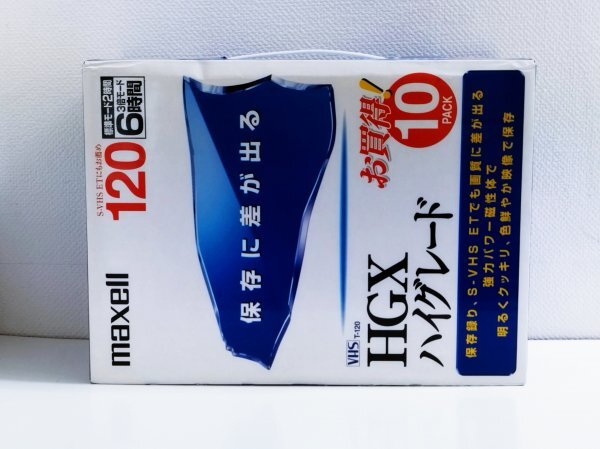 maxell
S-VHS ETにもお薦め
120
標準モード2時間
3倍モード
6時間
保存に差が出る
お買得!
10
PACK
VHS T-120
HGX
ハイグレード
保存録り、S-VHS ETでも画質に差が出る
強力パワー磁性体で
明るくクッキリ、色鮮やか映像で保存